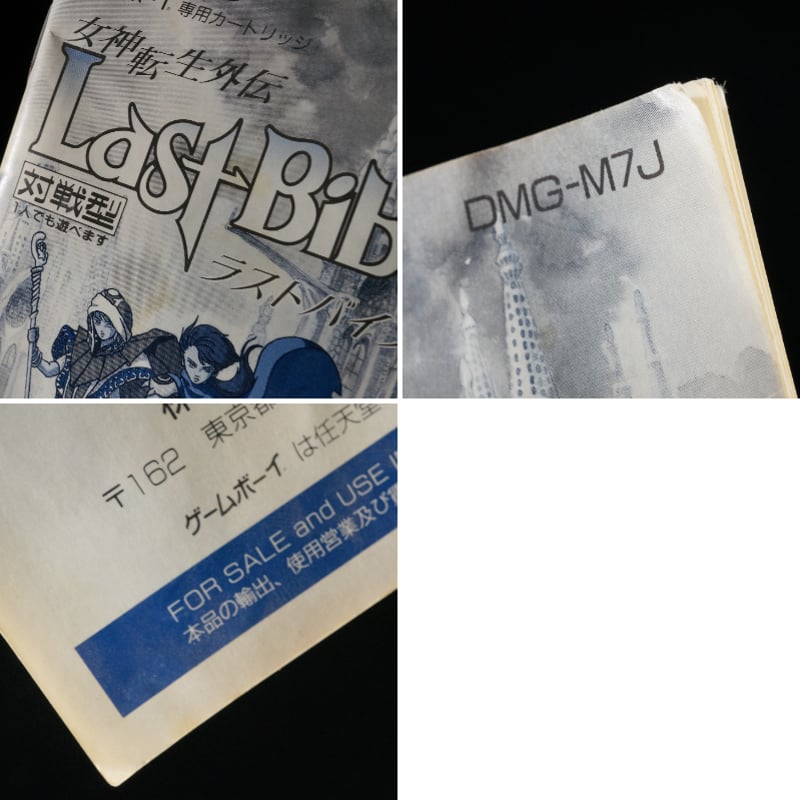 専用カートリッジ
女神転生外伝
Last Bib
対戦型
1人でも遊べます
ラストバイ
DMG-M7J
〒162 東京都
ゲームボーイ は任天堂
FOR SALE and USE
本品の輸出、使用営業及び